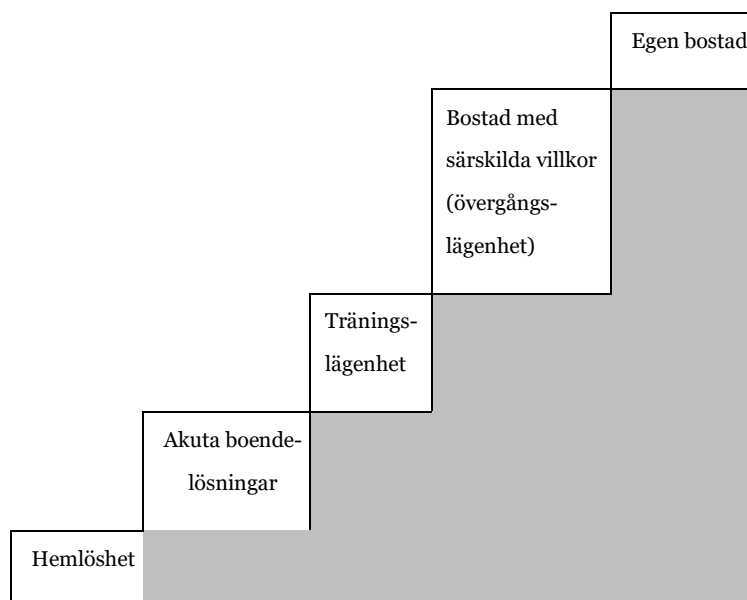 Egen bostad
Bostad med
särskilda villkor
(övergångs-
lägenhet)
Tränings-
lägenhet
Akuta boende-
lösningar
Hemlöshet